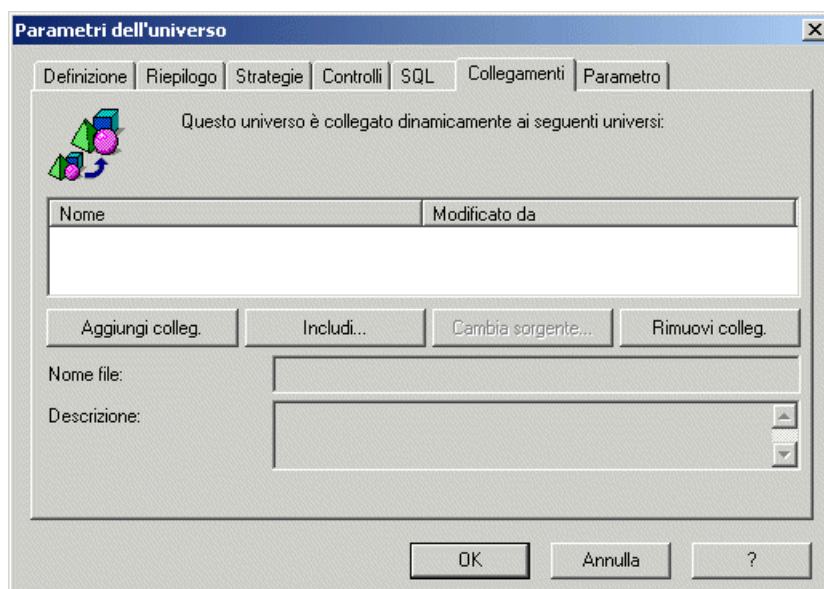 Parametri dell'universo
Definizione Riepilogo Strategie Controlli SQL Collegamenti Parametro
Questo universo è collegato dinamicamente ai seguenti universi:
Nome Modificato da
Aggiungi colleg. Includi... Cambia sorgente... Rimuovi colleg.
Nome file:
Descrizione:
OK Annulla ?